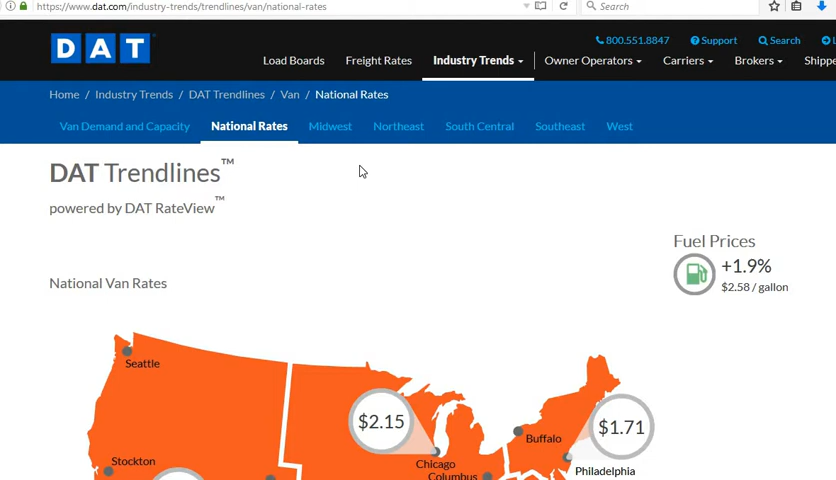 https://www.dat.com/industry-trends/trendlines/van/national-rates
Search
DAT
800.551.8847 Support Search
Load Boards Freight Rates Industry Trends Owner Operators Carriers Brokers
Home / Industry Trends / DAT Trendlines / Van / National Rates
Van Demand and Capacity National Rates Midwest Northeast South Central Southeast West
DAT Trendlines™
powered by DAT RateView™
Fuel Prices
+1.9%
$2.58 / gallon
National Van Rates
Seattle
$2.15
$1.71
Buffalo
Stockton
Chicago
Philadelphia
Columbus